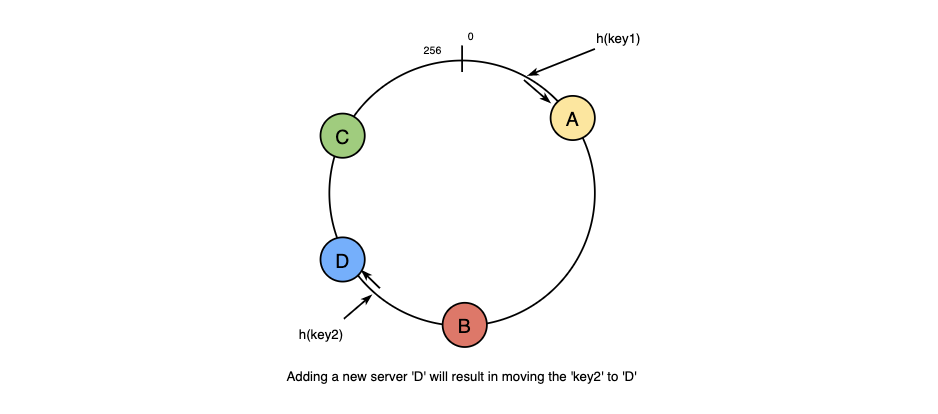 0
256
h(key1)
A
C
D
B
h(key2)
Adding a new server 'D' will result in moving the 'key2' to 'D'